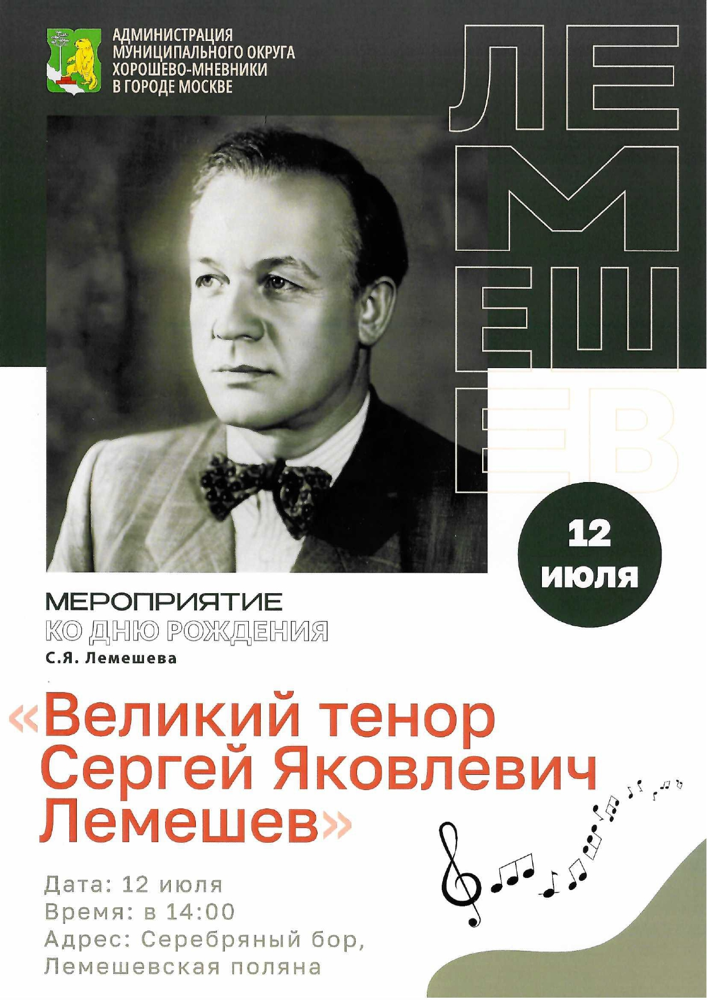 АДМИНИСТРАЦИЯ
МУНИЦИПАЛЬНОГО ОКРУГА
ХОРОШЕВО-МНЕВНИКИ
В ГОРОДЕ МОСКВЕ
ЛЕ
М
ЕШ
ЕВ
12
ИЮЛЯ
МЕРОПРИЯТИЕ
КО ДНЮ РОЖДЕНИЯ
С.Я. Лемешева
«Великий тенор
Сергей Яковлевич
Лемешев»
Дата: 12 июля
Время: в 14:00
Адрес: Серебряный бор,
Лемешевская поляна